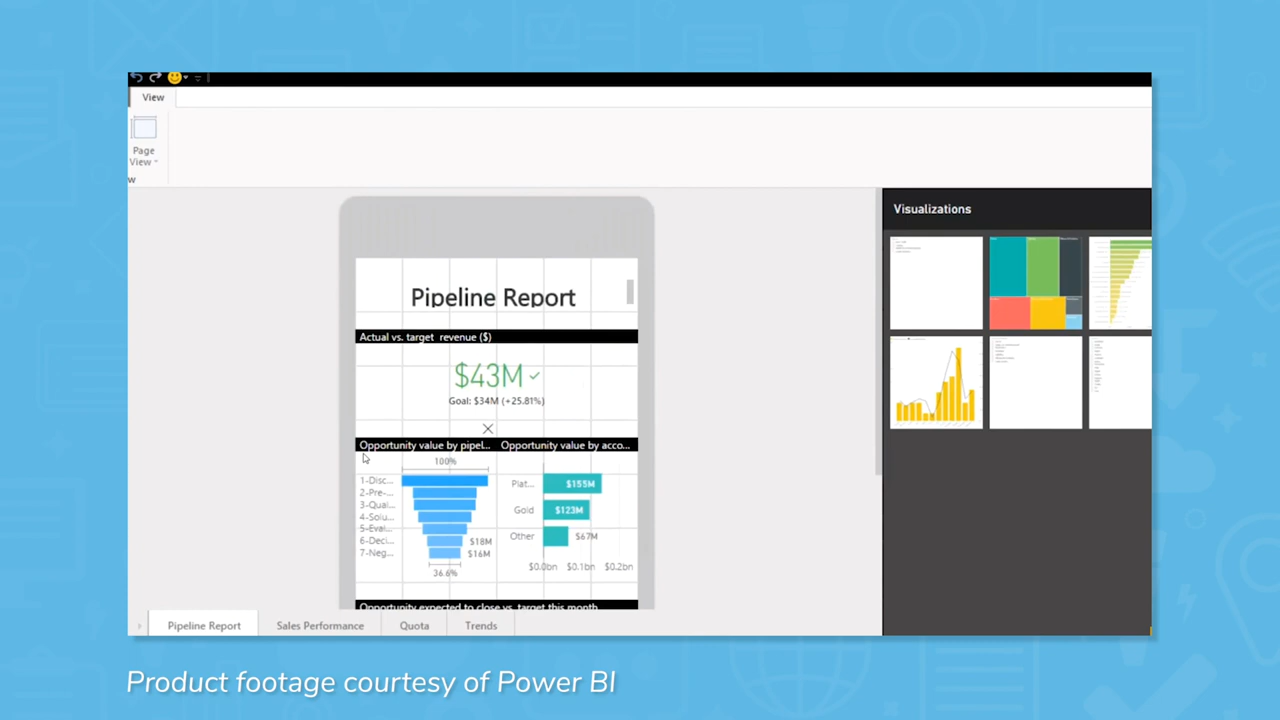 View
Page
View
w
Visualizations
Pipeline Report
Actual vs. target revenue ($)
$43M
Goal: $34M (+25.81%)
Opportunity value by pipel... Opportunity value by acco...
100%
1-Disc...
2-Pre-...
3-Quai...
4-Solu...
5-Eval...
6-Deci... $18M
7-Neg... $16M
36.6%
Plat... $155M
Gold $123M
Other $67M
$0.0bn $0.1bn $0.2bn
Opportunity expected to close vs. target this month
Pipeline Report Sales Performance Quota Trends
Product footage courtesy of Power BI